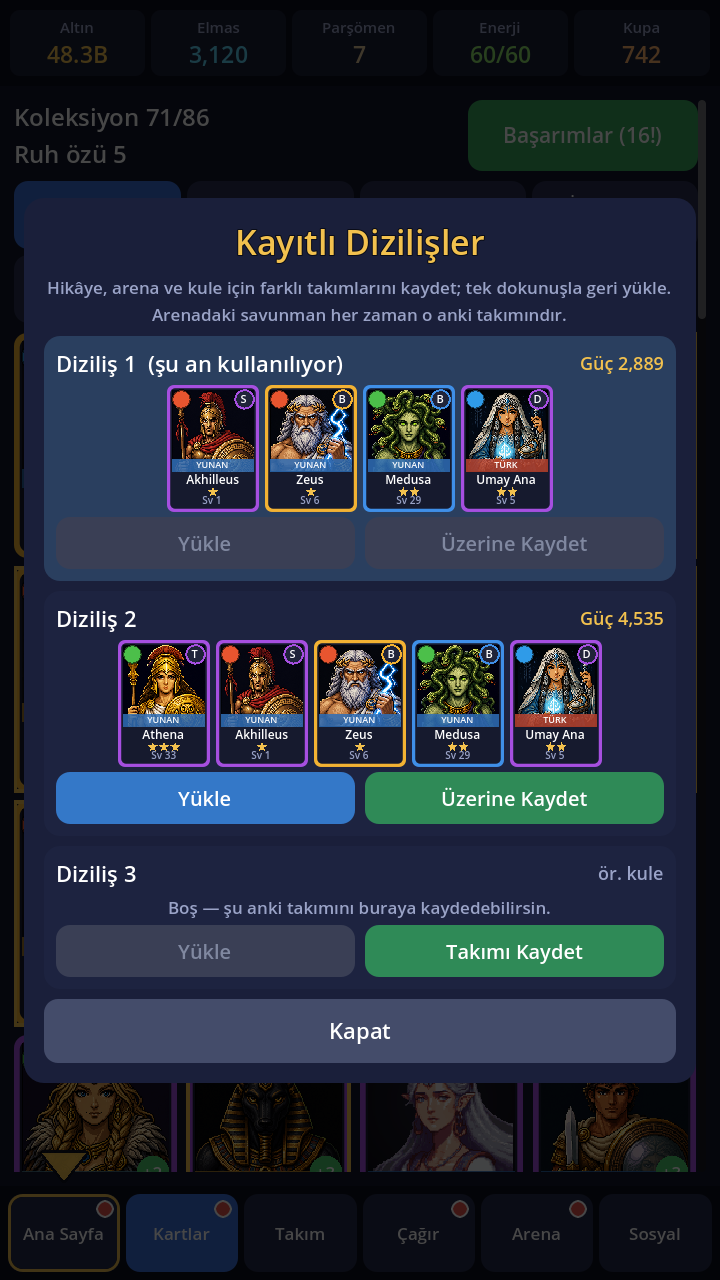 Altın
Elmas
Parşömen
Enerji
Kupa
48.3B
3,120
7
60/60
742
Koleksiyon 71/86
Ruh özü 5
Başarımlar (16!)
Kayıtlı Dizilişler
Hikâye, arena ve kule için farklı takımlarını kaydet; tek dokunuşla geri yükle.
Arenadaki savunman her zaman o anki takımındır.
Diziliş 1 (şu an kullanılıyor)
Güç 2,889
S
B
B
D
YUNAN
YUNAN
YUNAN
TÜRK
Akhilleus
Zeus
Medusa
Umay Ana
Sv 1
Sv 6
Sv 29
Sv 5
Yükle
Üzerine Kaydet
Diziliş 2
Güç 4,535
T
S
B
B
D
YUNAN
YUNAN
YUNAN
YUNAN
TÜRK
Athena
Akhilleus
Zeus
Medusa
Umay Ana
Sv 33
Sv 1
Sv 6
Sv 29
Sv 5
Yükle
Üzerine Kaydet
Diziliş 3
ör. kule
Boş — şu anki takımını buraya kaydedebilirsin.
Yükle
Takımı Kaydet
Kapat
Ana Sayfa
Kartlar
Takım
Çağır
Arena
Sosyal